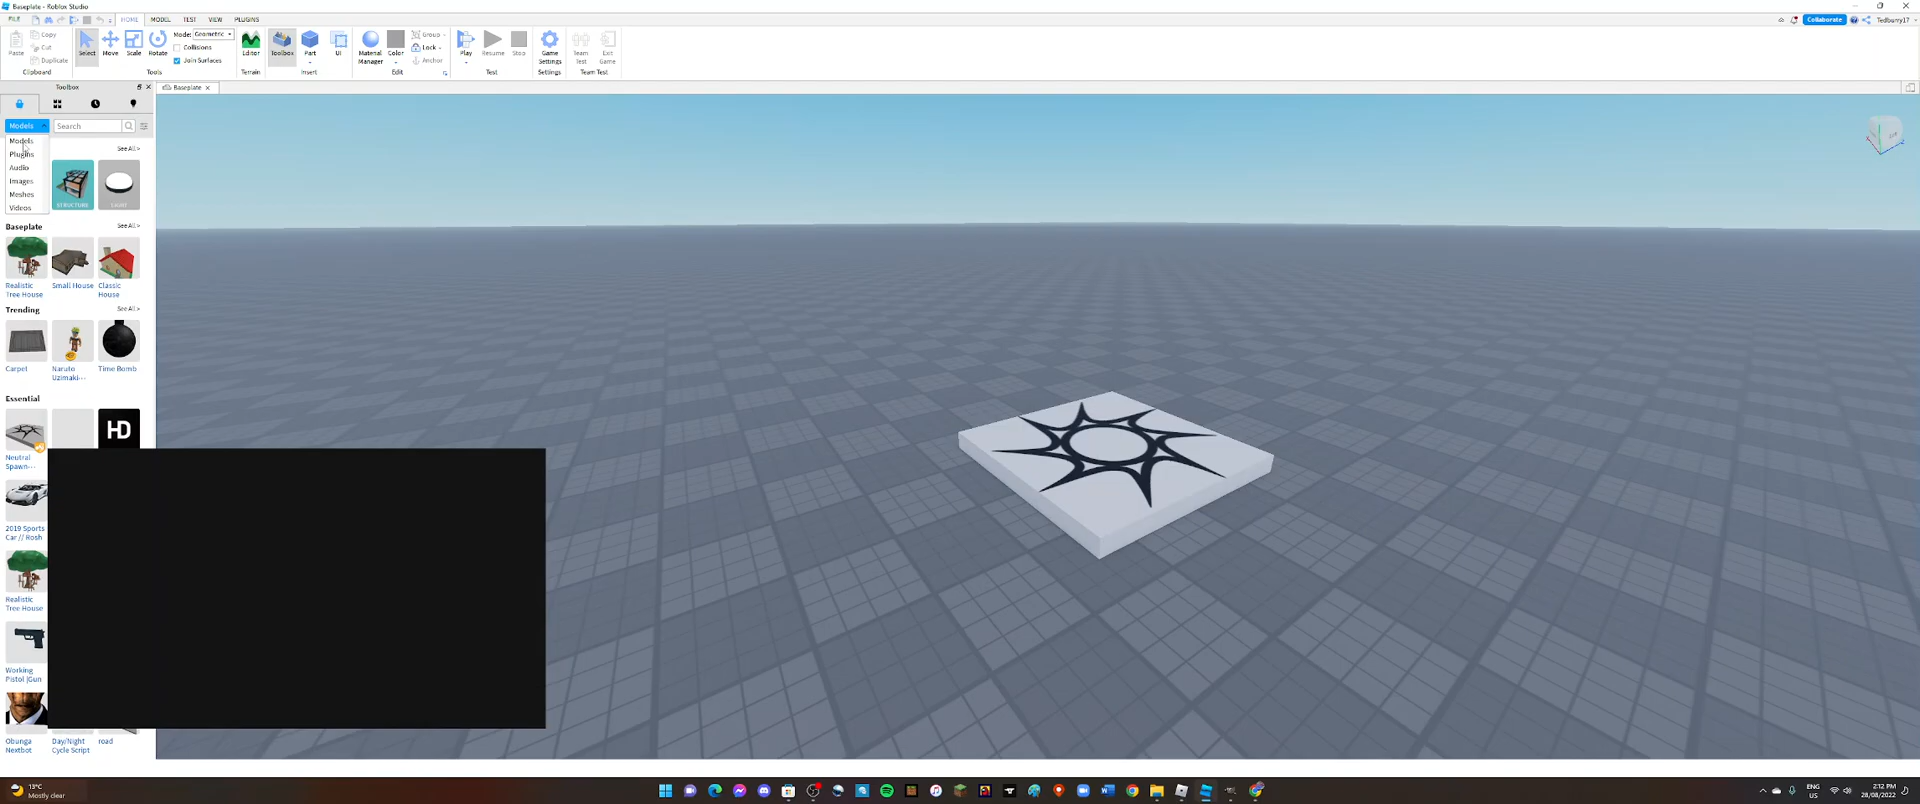 Baseplate - Roblox Studio
FILE HOME MODEL TEST VIEW PLUGINS
Collaborate Tedbarry17
Paste Copy Cut Duplicate Clipboard
Select Move Scale Rotate Mode: Geometric Collisions Join Surfaces Tools
Editor Terrain
Toolbox Part UI Insert
Material Manager Color Group Lock Anchor Edit
Play Resume Stop Test
Game Settings Settings
Team Test Exit Game Team Test
Toolbox
Baseplate
Models Search
Models
See All >
Plugins
Audio
Images
Meshes
Videos
STRUCTURE
Baseplate See All >
Realistic Tree House
Small House
Classic House
Trending See All >
Carpet
Naruto Uzimaki...
Time Bomb
Essential
HD
Neutral Spawn...
2019 Sports Car // Rosh
Realistic Tree House
Working Pistol |Gun
Obunga Nextbot
Day/Night Cycle Script
road
13°C
Mostly clear
ENG
US
2:12 PM
28/08/2022